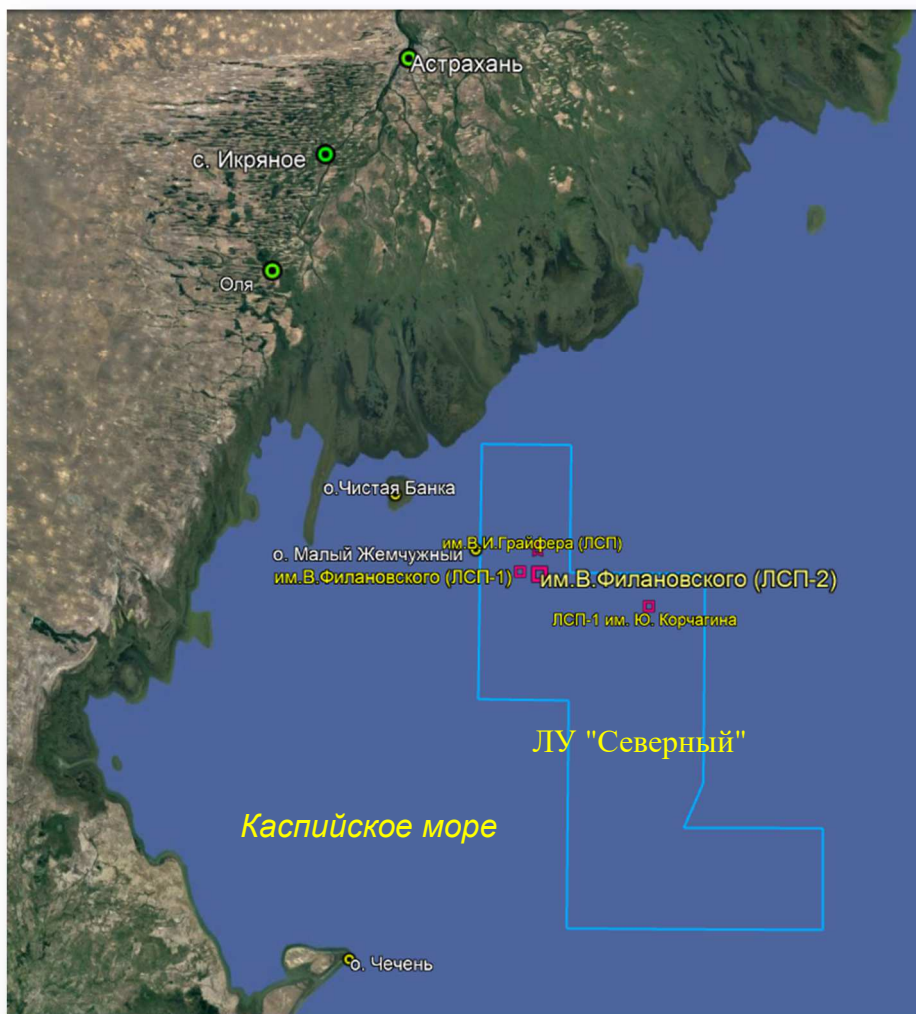 Астрахань
с. Икряное
Оля
о.Чистая Банка
им.В.И.Грайфера (ЛСП)
о. Малый Жемчужный
им.В.Филановского (ЛСП-1)
им.В.Филановского (ЛСП-2)
ЛСП-1 им. Ю. Корчагина
ЛУ "Северный"
Каспийское море
о. Чечень